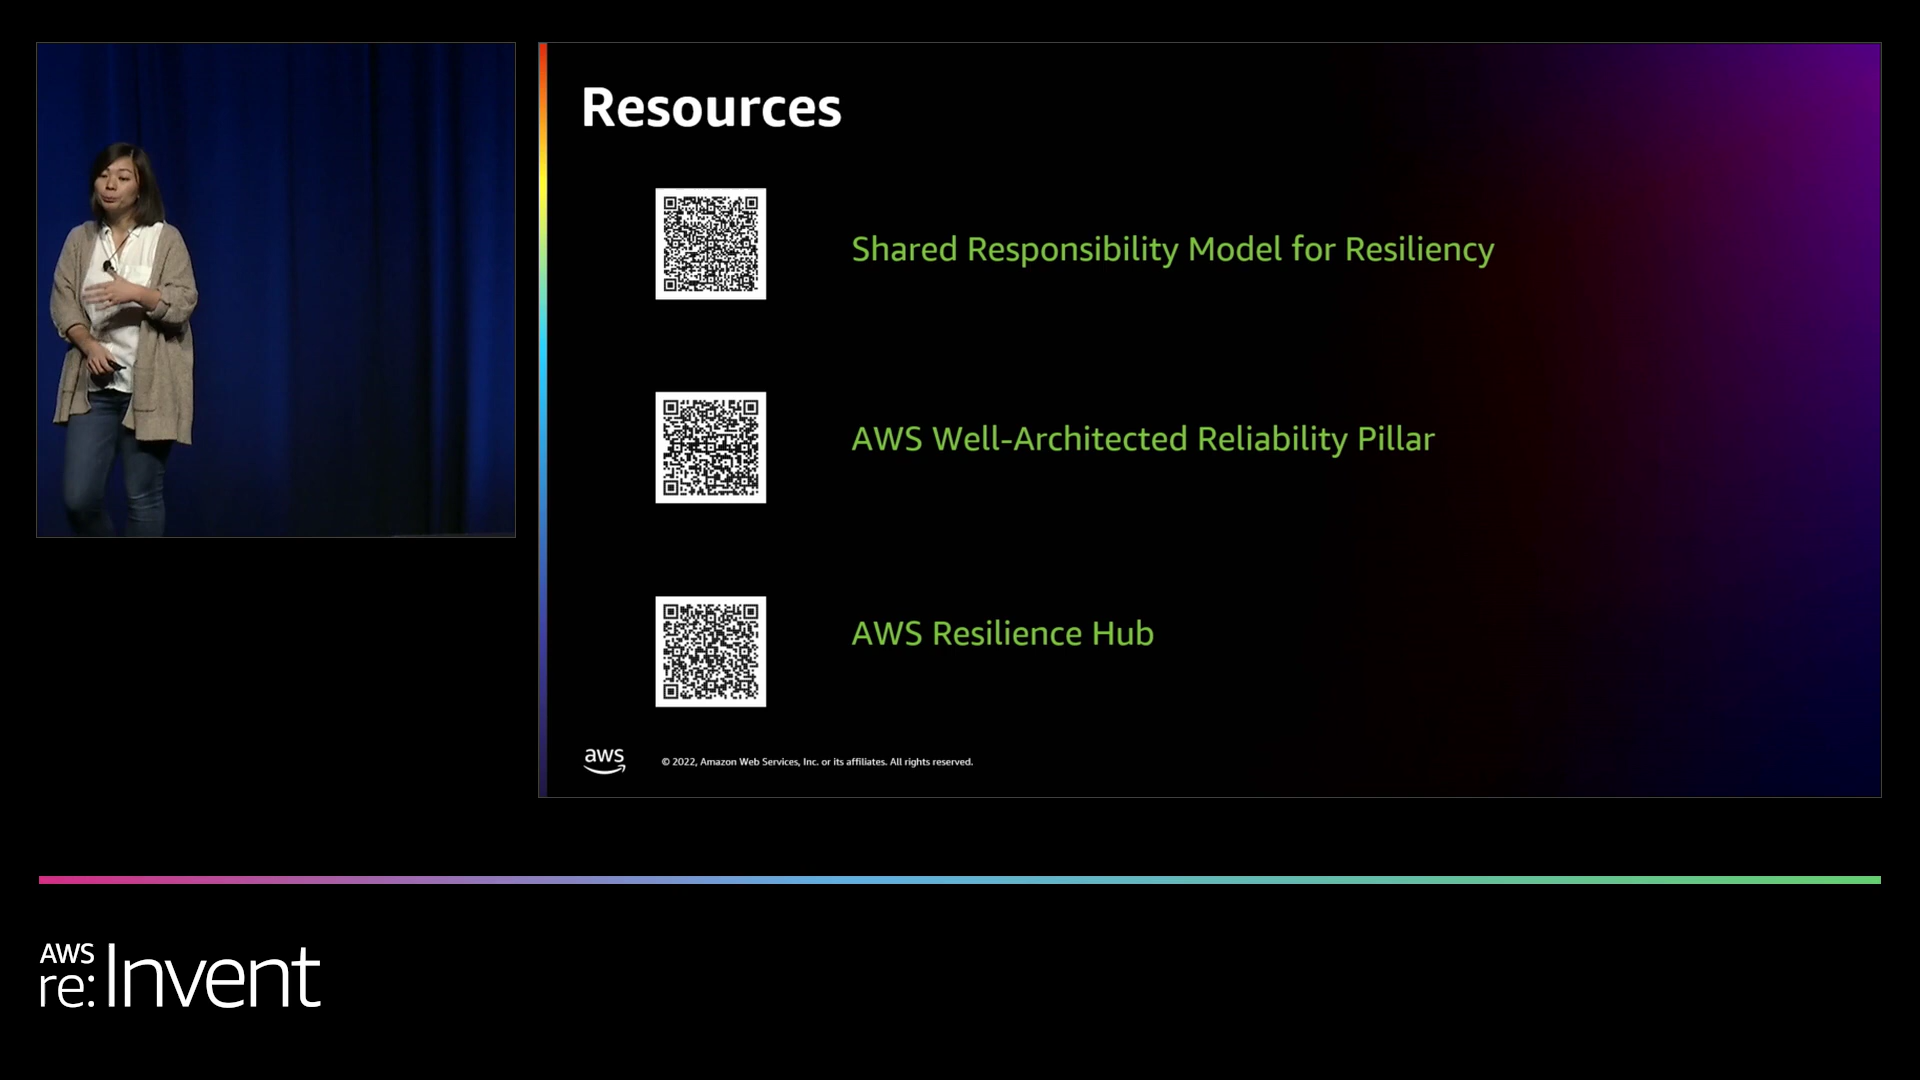 Resources
Shared Responsibility Model for Resiliency
AWS Well-Architected Reliability Pillar
AWS Resilience Hub
aws
© 2022, Amazon Web Services, Inc. or its affiliates. All rights reserved.
AWS
re:Invent